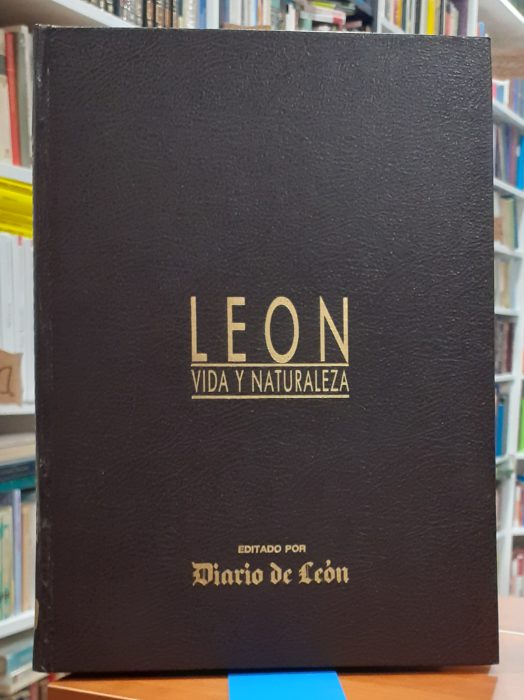 LEON
VIDA Y NATURALEZA
EDITADO POR
Diario de León